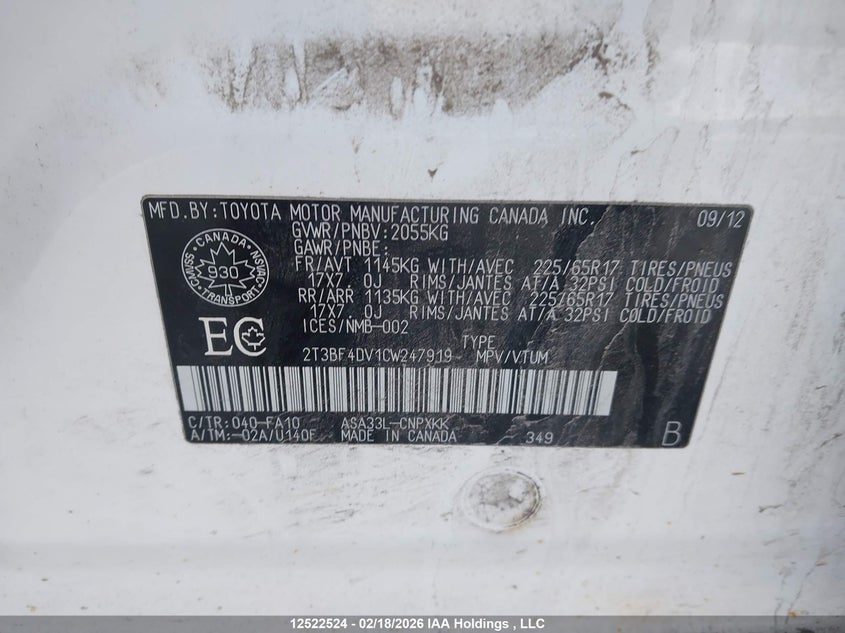 MFD.BY:TOYOTA MOTOR MANUFACTURING CANADA INC. 09/12
GVWR/PNBV:2055KG
GAWR/PNBE:
FR/AVT 1145KG WITH/AVEC 225/65R17 TIRES/PNEUS
17X7.0J RIMS/JANTES AT/A 32PSI COLD/FROID
RR/ARR 1135KG WITH/AVEC 225/65R17 TIRES/PNEUS
17X7.0J RIMS/JANTES AT/A 32PSI COLD/FROID
ICES/NMB-002
CANADA
CMVSS NSVAC
930
TRANSPORT
EC
TYPE
2T3BF4DV1CW247919 MPV/VTUM
C/TR:040-FA10 ASA33L-CNPXKK
A/TM:-02A/U140F MADE IN CANADA 349 B
12522524 - 02/18/2026 IAA Holdings , LLC